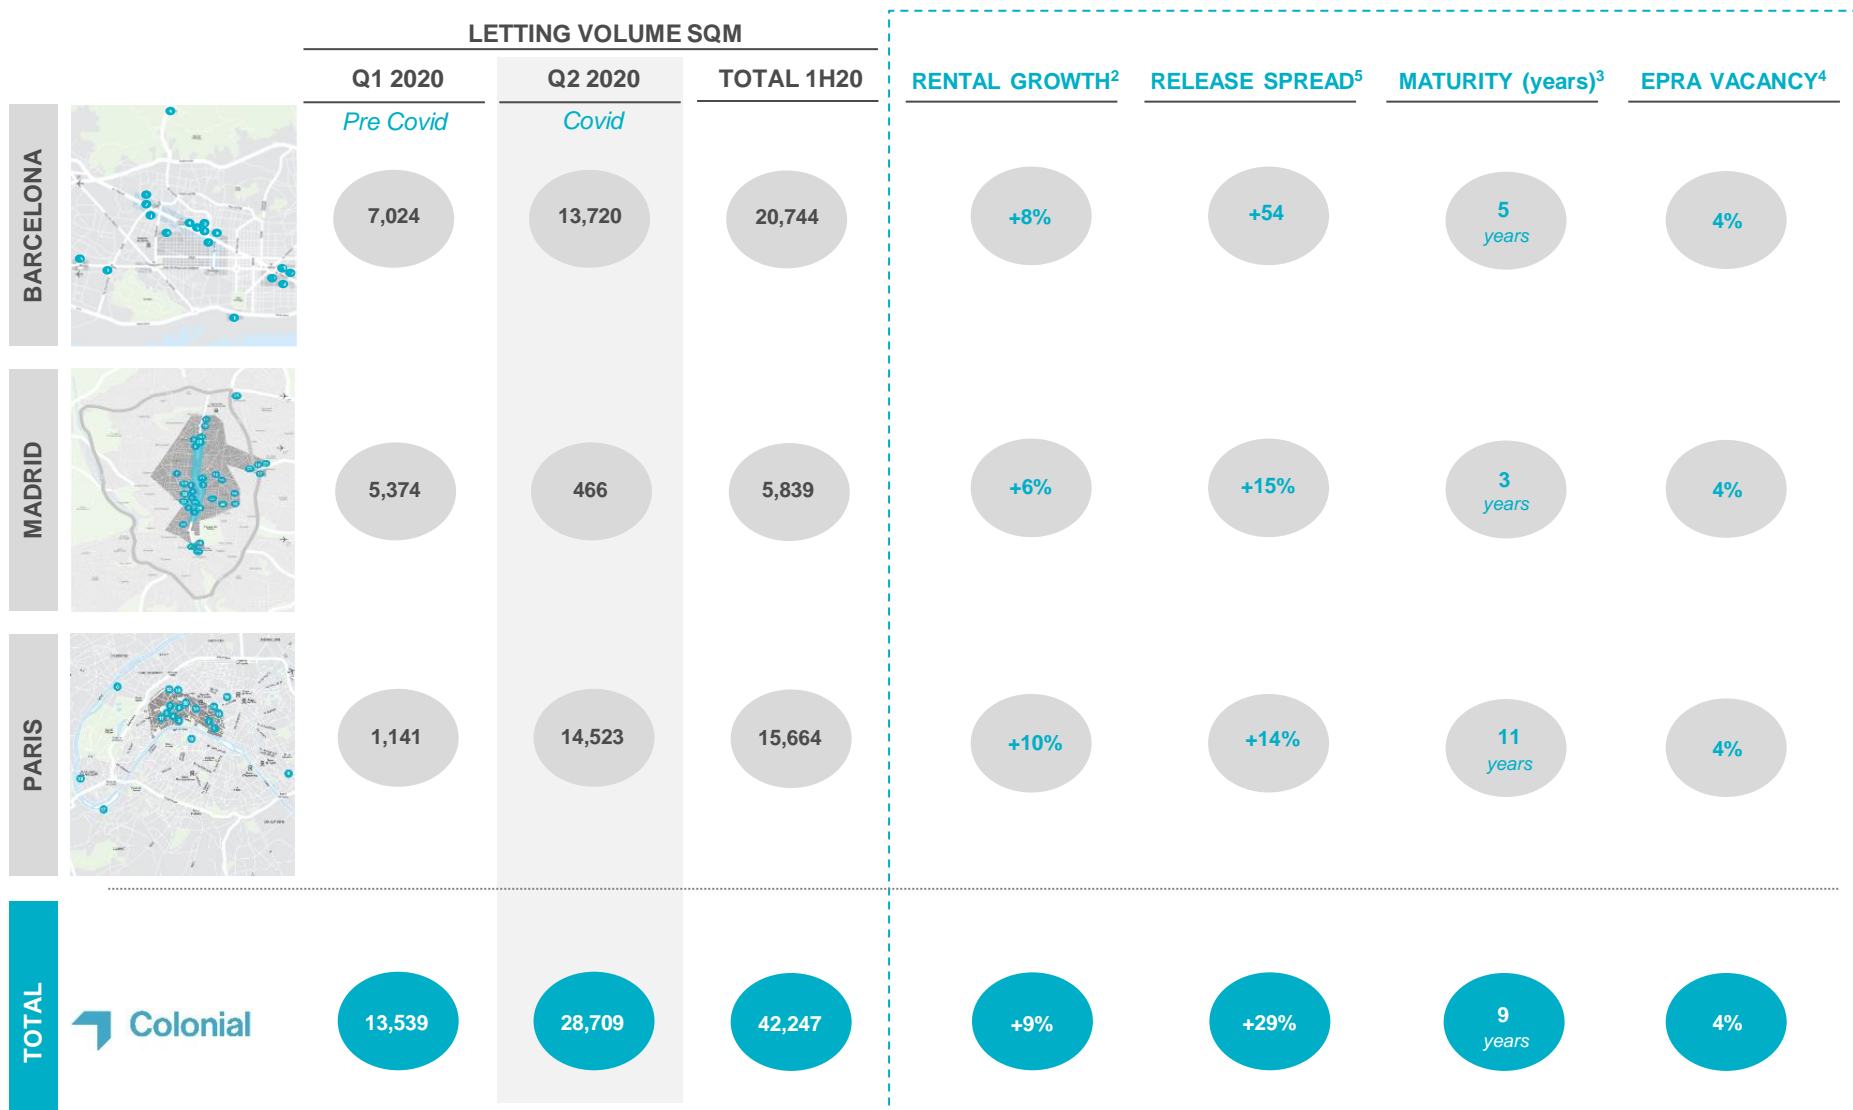 LETTING VOLUME SQM
Q1 2020 Q2 2020 TOTAL 1H20 RENTAL GROWTH2 RELEASE SPREAD5 MATURITY (years)3 EPRA VACANCY4
Pre Covid Covid
BARCELONA
7,024 13,720 20,744 +8% +54 5 years 4%
MADRID
5,374 466 5,839 +6% +15% 3 years 4%
PARIS
1,141 14,523 15,664 +10% +14% 11 years 4%
TOTAL
Colonial
13,539 28,709 42,247 +9% +29% 9 years 4%